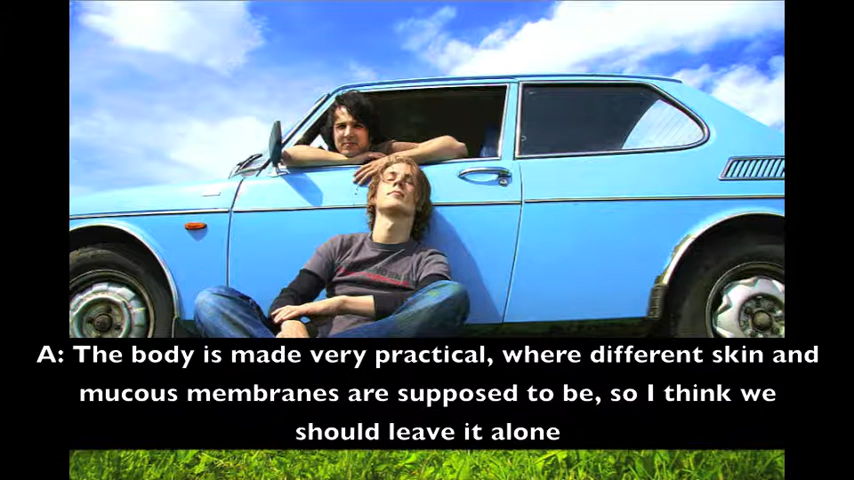 A: The body is made very practical, where different skin and
mucous membranes are supposed to be, so I think we
should leave it alone